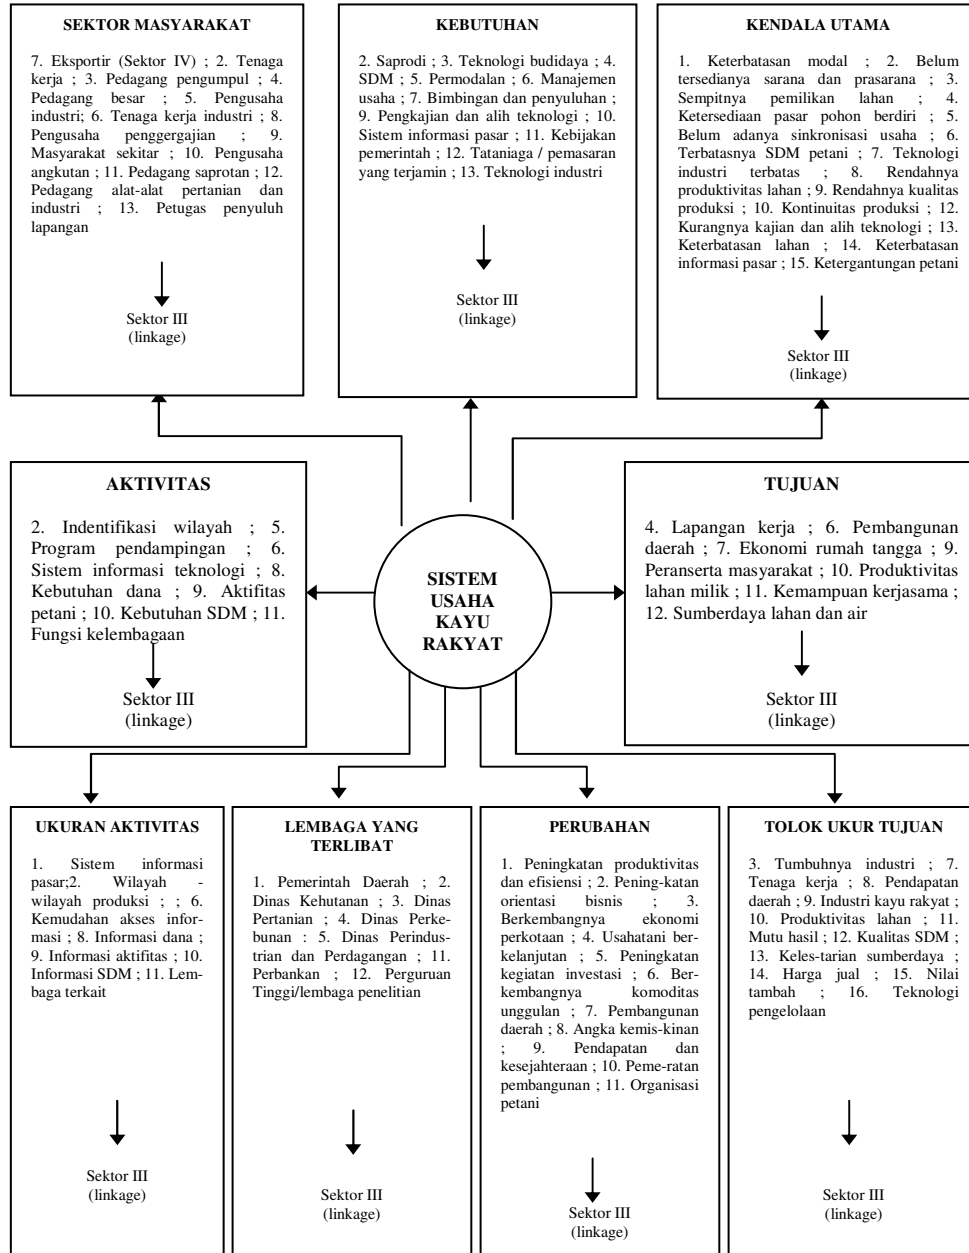 SEKTOR MASYARAKAT
7. Eksportir (Sektor IV) ; 2. Tenaga
kerja ; 3. Pedagang pengumpul ; 4.
Pedagang besar ; 5. Pengusaha
industri; 6. Tenaga kerja industri ; 8.
Pengusaha penggergajian ; 9.
Masyarakat sekitar ; 10. Pengusaha
angkutan ; 11. Pedagang saprotan ; 12.
Pedagang alat-alat pertanian dan
industri ; 13. Petugas penyuluh
lapangan
Sektor III
(linkage)
KEBUTUHAN
2. Saprodi ; 3. Teknologi budidaya ; 4.
SDM ; 5. Permodalan ; 6. Manajemen
usaha ; 7. Bimbingan dan penyuluhan ;
9. Pengkajian dan alih teknologi ; 10.
Sistem informasi pasar ; 11. Kebijakan
pemerintah ; 12. Tataniaga / pemasaran
yang terjamin ; 13. Teknologi industri
Sektor III
(linkage)
KENDALA UTAMA
1. Keterbatasan modal ; 2. Belum
tersedianya sarana dan prasarana ; 3.
Sempitnya pemilikan lahan ; 4.
Ketersediaan pasar pohon berdiri ; 5.
Belum adanya sinkronisasi usaha ; 6.
Terbatasnya SDM petani ; 7. Teknologi
industri terbatas ; 8. Rendahnya
produktivitas lahan ; 9. Rendahnya kualitas
produksi ; 10. Kontinuitas produksi ; 12.
Kurangnya kajian dan alih teknologi ; 13.
Keterbatasan lahan ; 14. Keterbatasan
informasi pasar ; 15. Ketergantungan petani
Sektor III
(linkage)
AKTIVITAS
2. Indentifikasi wilayah ; 5.
Program pendampingan ; 6.
Sistem informasi teknologi ; 8.
Kebutuhan dana ; 9. Aktifitas
petani ; 10. Kebutuhan SDM ; 11.
Fungsi kelembagaan
Sektor III
(linkage)
SISTEM
USAHA
KAYU
RAKYAT
TUJUAN
4. Lapangan kerja ; 6. Pembangunan
daerah ; 7. Ekonomi rumah tangga ; 9.
Peranserta masyarakat ; 10. Produktivitas
lahan milik ; 11. Kemampuan kerjasama ;
12. Sumberdaya lahan dan air
Sektor III
(linkage)
UKURAN AKTIVITAS
1. Sistem informasi
pasar;2. Wilayah -
wilayah produksi ; ; 6.
Kemudahan akses infor-
masi ; 8. Informasi dana ;
9. Informasi aktifitas ; 10.
Informasi SDM ; 11. Lem-
baga terkait
Sektor III
(linkage)
LEMBAGA YANG
TERLIBAT
1. Pemerintah Daerah ; 2.
Dinas Kehutanan ; 3. Dinas
Pertanian ; 4. Dinas Perke-
bunan : 5. Dinas Perindus-
trian dan Perdagangan ; 11.
Perbankan ; 12. Perguruan
Tinggi/lembaga penelitian
Sektor III
(linkage)
PERUBAHAN
1. Peningkatan produktivitas
dan efisiensi ; 2. Pening-katan
orientasi bisnis ; 3.
Berkembangnya ekonomi
perkotaan ; 4. Usahatani ber-
kelanjutan ; 5. Peningkatan
kegiatan investasi ; 6. Ber-
kembangnya komoditas
unggulan ; 7. Pembangunan
daerah ; 8. Angka kemis-kinan
; 9. Pendapatan dan
kesejahteraan ; 10. Peme-ratan
pembangunan ; 11. Organisasi
petani
Sektor III
(linkage)
TOLOK UKUR TUJUAN
3. Tumbuhnya industri ; 7.
Tenaga kerja ; 8. Pendapatan
daerah ; 9. Industri kayu rakyat ;
10. Produktivitas lahan ; 11.
Mutu hasil ; 12. Kualitas SDM ;
13. Keles-tarian sumberdaya ;
14. Harga jual ; 15. Nilai
tambah ; 16. Teknologi
pengelolaan
Sektor III
(linkage)